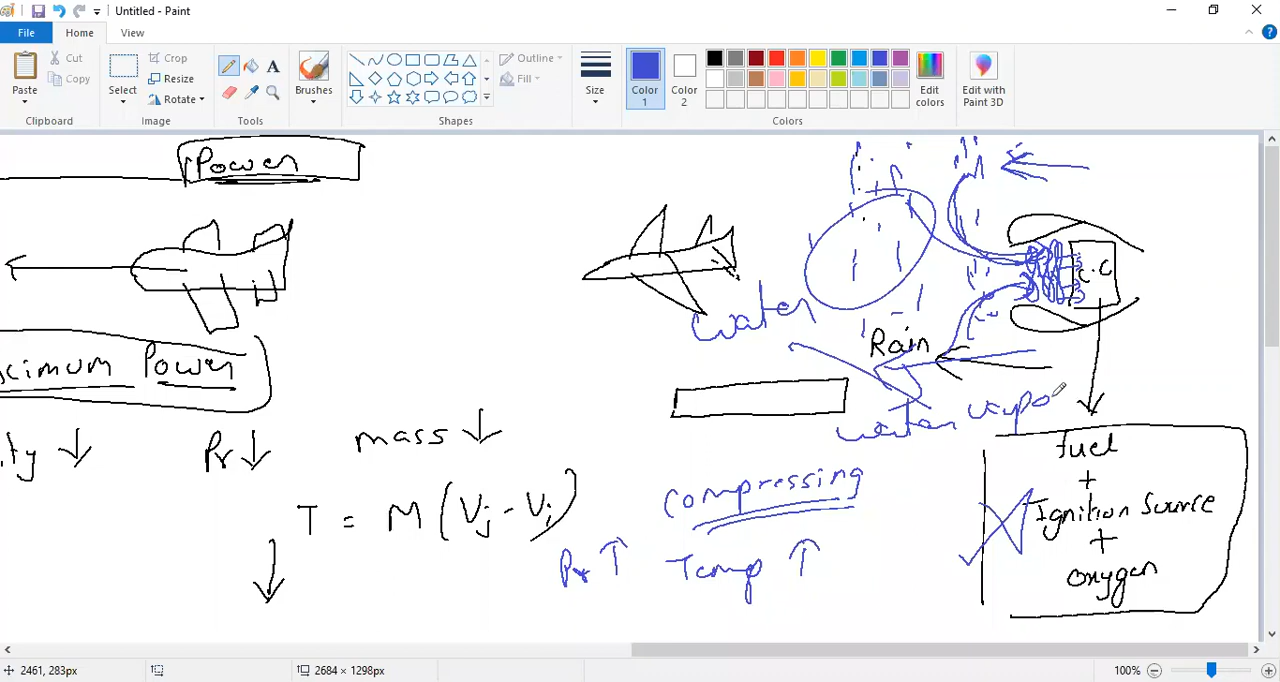 Untitled - Paint
File
Home
View
Paste
Cut
Copy
Clipboard
Select
Crop
Resize
Rotate
Image
Tools
Brushes
Shapes
Outline
Fill
Size
Color 1
Color 2
Colors
Edit colors
Edit with Paint 3D
Power
ximum Power
ity ↓
Pr ↓
mass ↓
T = M (Vj - Vi)
C.C
water
Rain
water vapo
Compressing
Pr ↑ Temp ↑
fuel
+
Ignition Source
+
oxygen
2461, 283px
2684 × 1298px
100%